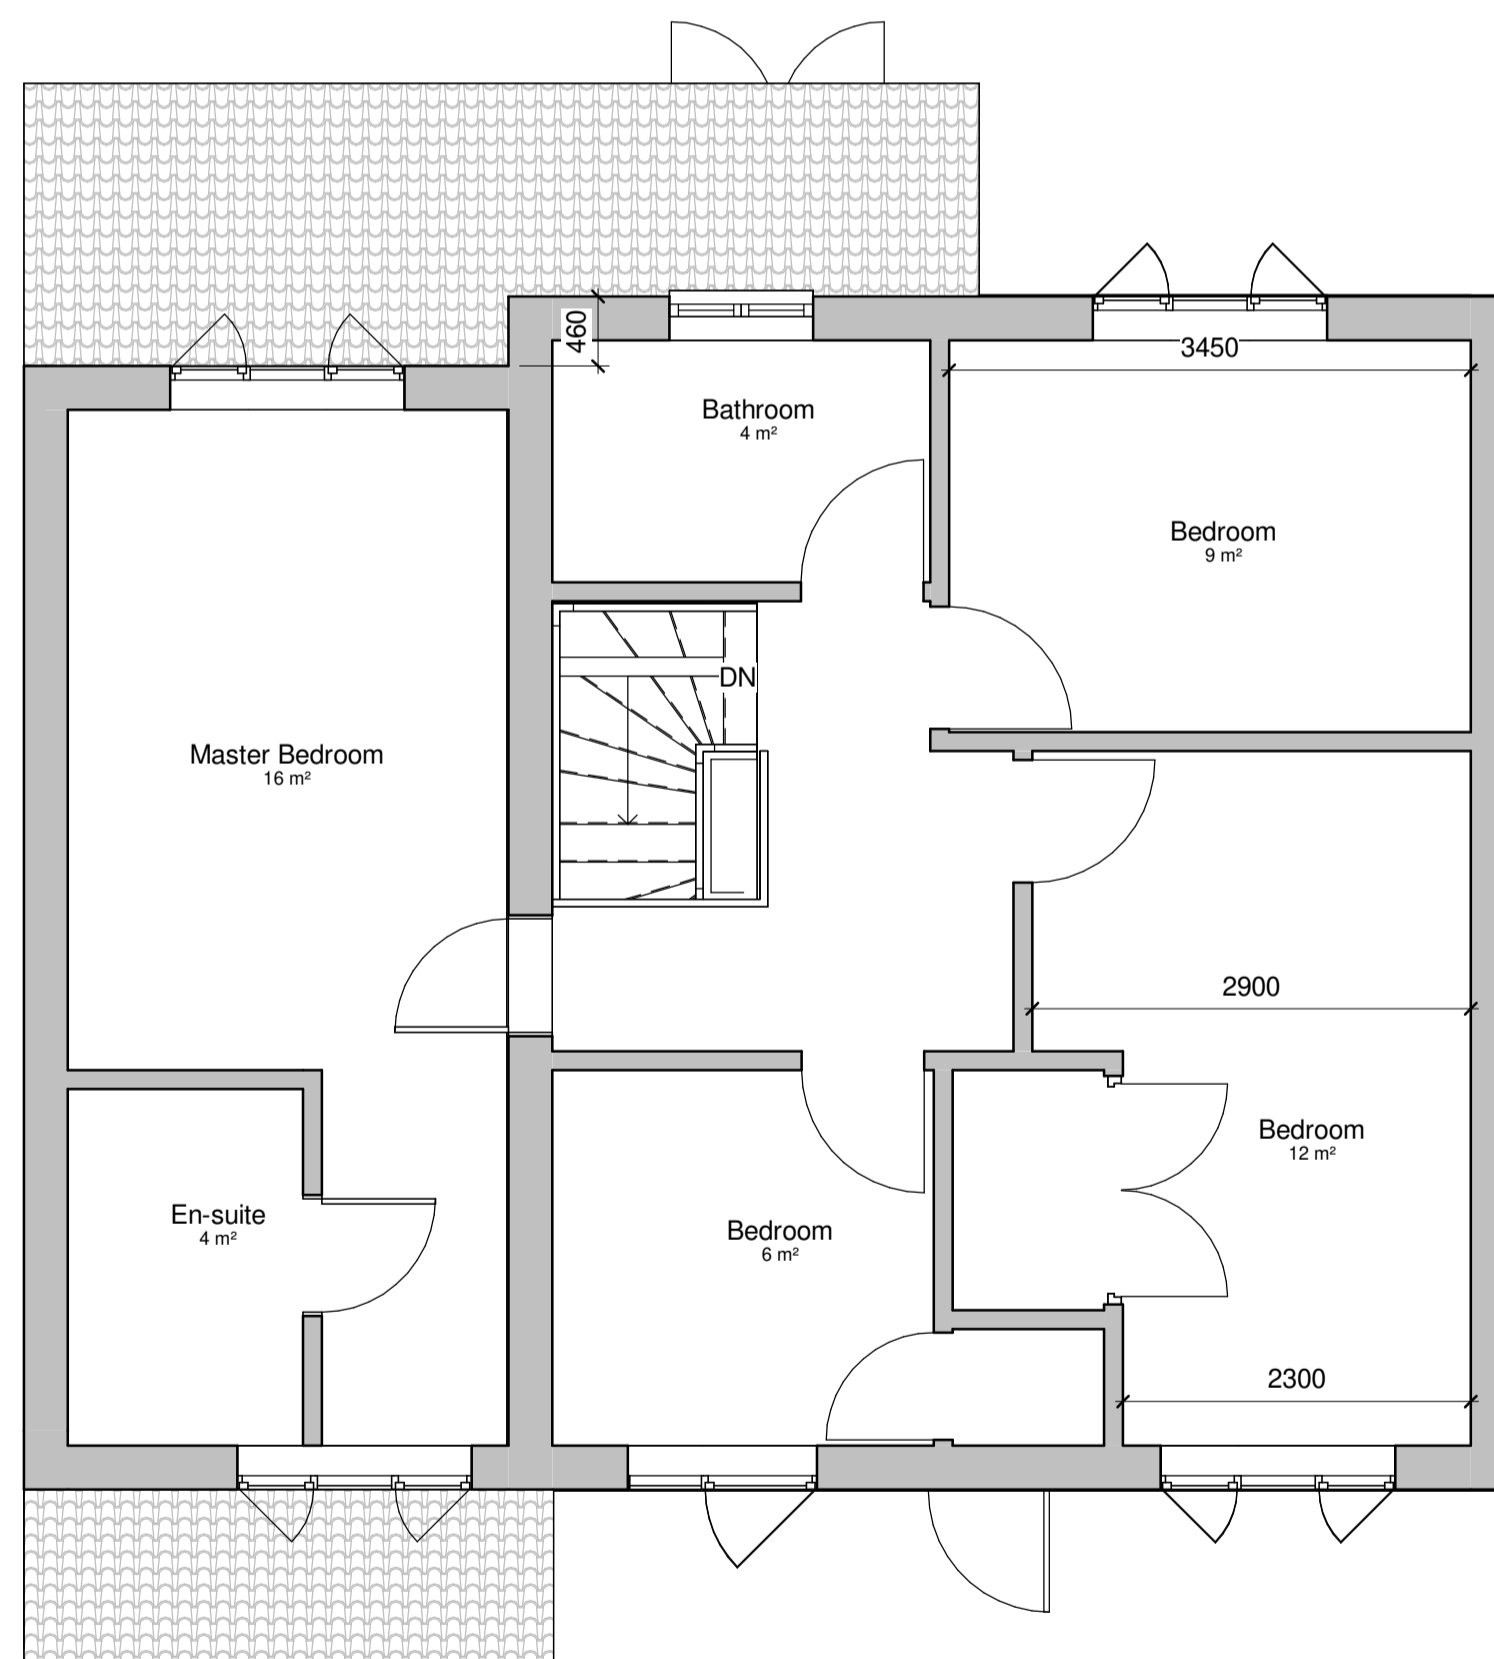 460
3450
Bathroom
4 m²
Bedroom
9 m²
DN
Master Bedroom
16 m²
2900
Bedroom
12 m²
En-suite
4 m²
Bedroom
6 m²
2300